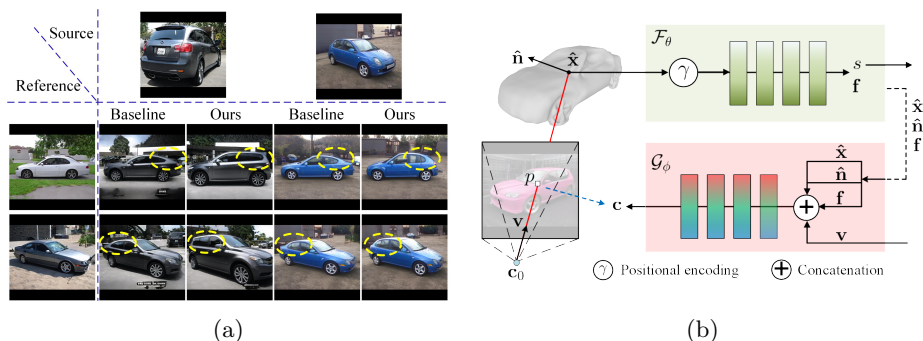 Source
Reference
Baseline
Ours
Baseline
Ours
(a)
n̂
x̂
γ
𝓕θ
s
f
x̂
n̂
f
p
v
c₀
𝓖ϕ
x̂
n̂
f
v
c
+
γ Positional encoding
+ Concatenation
(b)